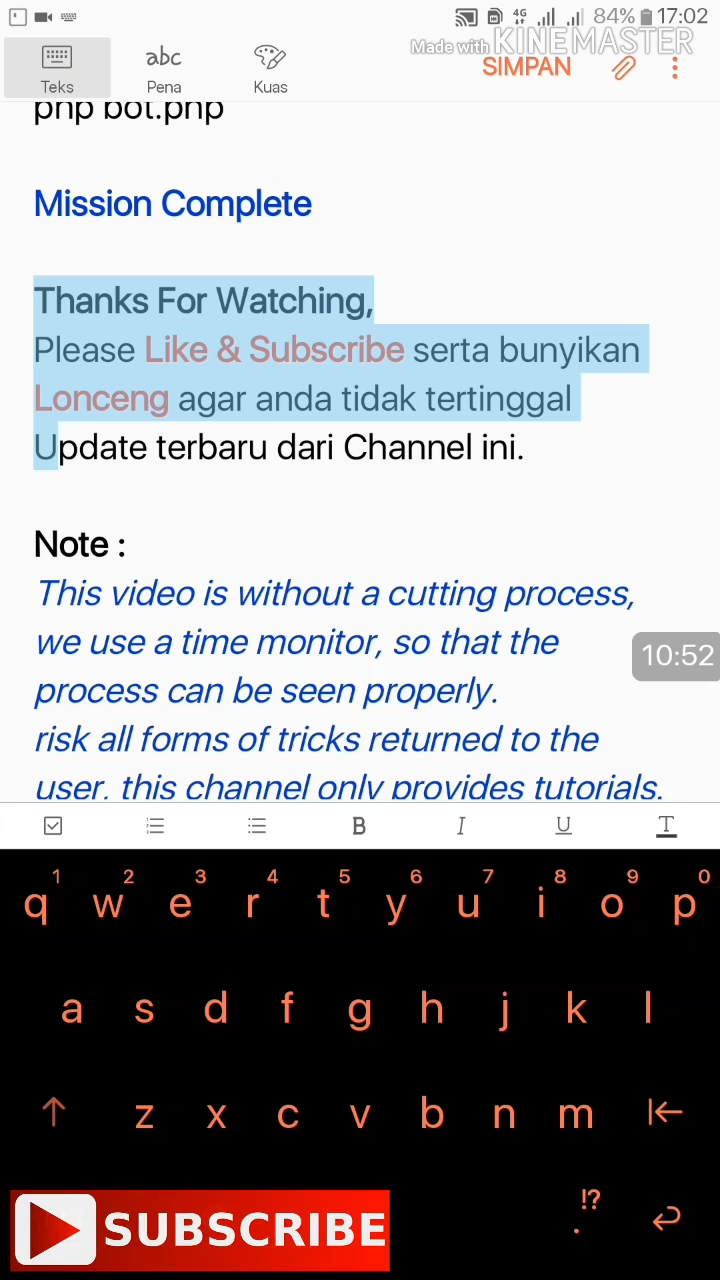 84% 17:02
Made with KINEMASTER
Teks
abc
Pena
Kuas
SIMPAN
php bot.php
Mission Complete
Thanks For Watching,
Please Like & Subscribe serta bunyikan
Lonceng agar anda tidak tertinggal
Update terbaru dari Channel ini.
Note :
This video is without a cutting process,
we use a time monitor, so that the
10:52
process can be seen properly.
risk all forms of tricks returned to the
user, this channel only provides tutorials.
B I U T
1 2 3 4 5 6 7 8 9 0
q w e r t y u i o p
a s d f g h j k l
z x c v b n m
!?
.
SUBSCRIBE